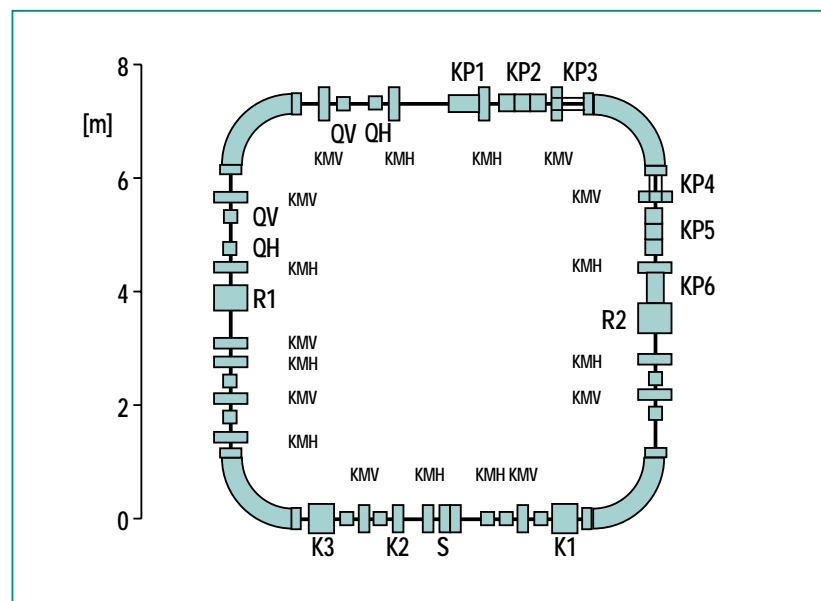 8
KP1 KP2 KP3
[m]
QV QH
KMV KMH KMH KMV
6
KP4
KMV KMV
QV
KP5
QH
KMH KMH
4
R1
KP6
R2
KMV
KMH KMH
KMV KMV
2
KMH
KMV KMH KMH KMV
0
K3 K2 S K1